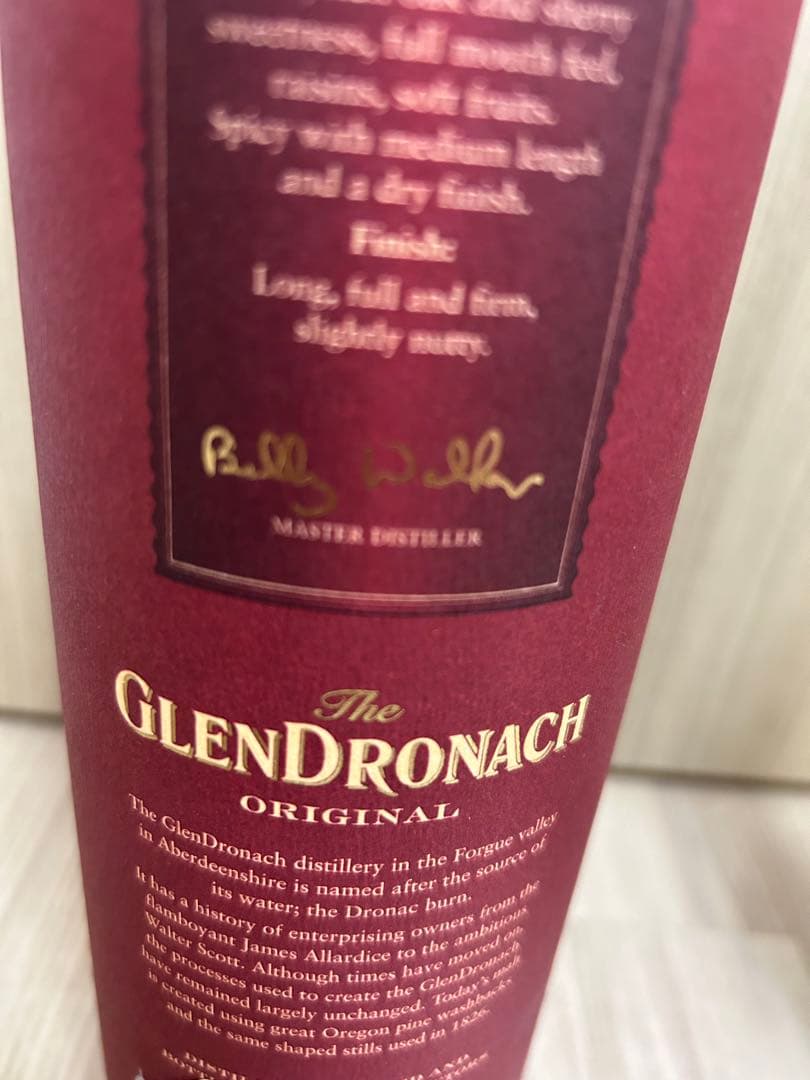 sherry
sweetness, full mouth feel,
raisins, soft fruits.
Spicy with medium length
and a dry finish.
Finish:
Long, full and firm,
slightly nutty.
Billy Walker
MASTER DISTILLER
The
GLENDRONACH
ORIGINAL
The GlenDronach distillery in the Forgue valley
in Aberdeenshire is named after the source of
its water; the Dronac burn.
It has a history of enterprising owners from the
flamboyant James Allardice to the ambitious
Walter Scott. Although times have moved on
the processes used to create the GlenDronach
have remained largely unchanged. Today's malt
is created using great Oregon pine washbacks
and the same shaped stills used in 1826.